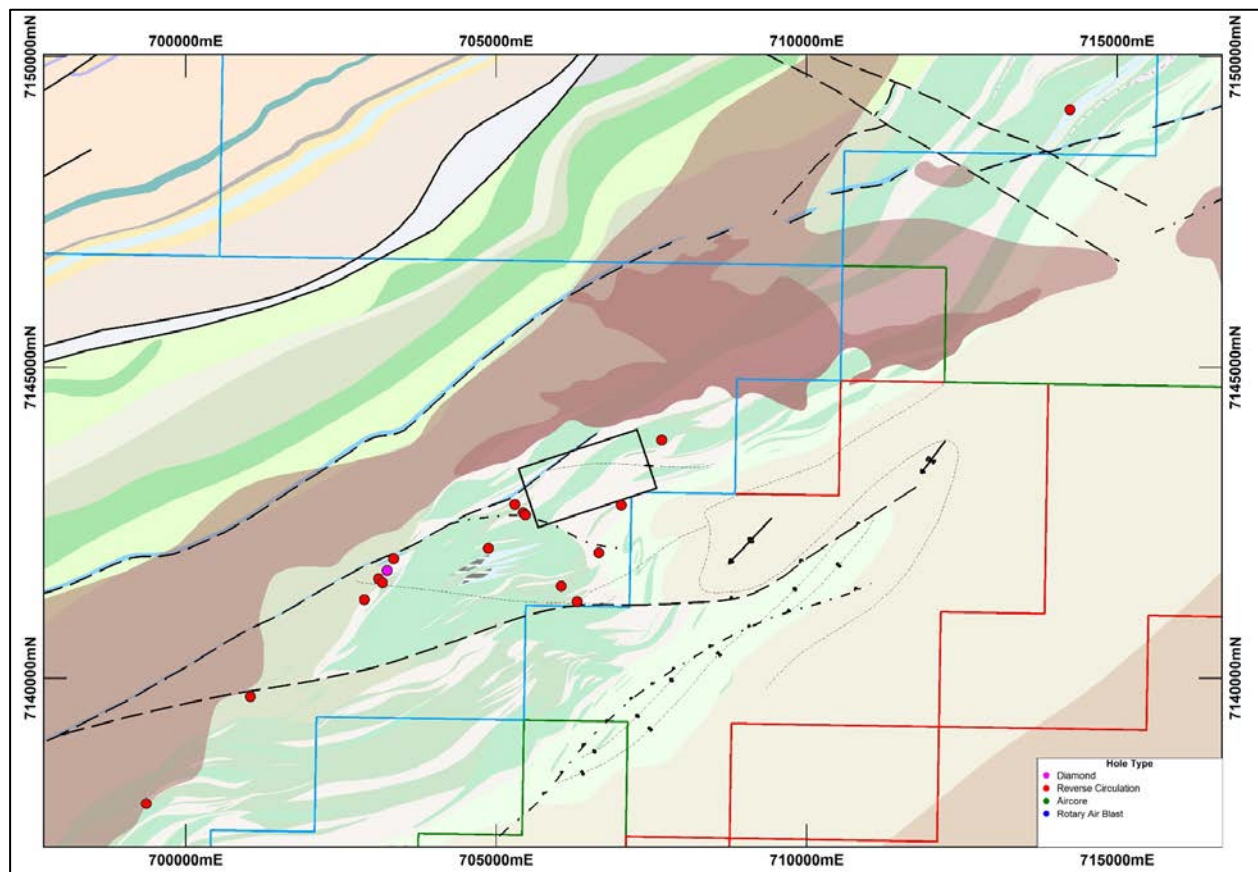 700000mE 705000mE 710000mE 715000mE
7150000mN 7150000mN
7145000mN 7145000mN
7140000mN 7140000mN
Hole Type
Diamond
Reverse Circulation
Aircore
Rotary Air Blast
700000mE 705000mE 710000mE 715000mE